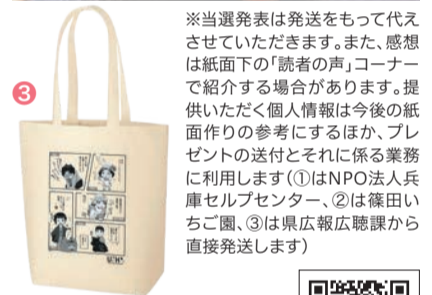 ③
※当選発表は発送をもって代え
させていただきます。また、感想
は紙面下の「読者の声」コーナー
で紹介する場合があります。提
供いただく個人情報は今後の紙
面作りの参考にするほか、プレ
ゼントの送付とそれに係る業務
に利用します(①はNPO法人兵
庫セルプセンター、②は篠田い
ちご園、③は県広報広聴課から
直接発送します)